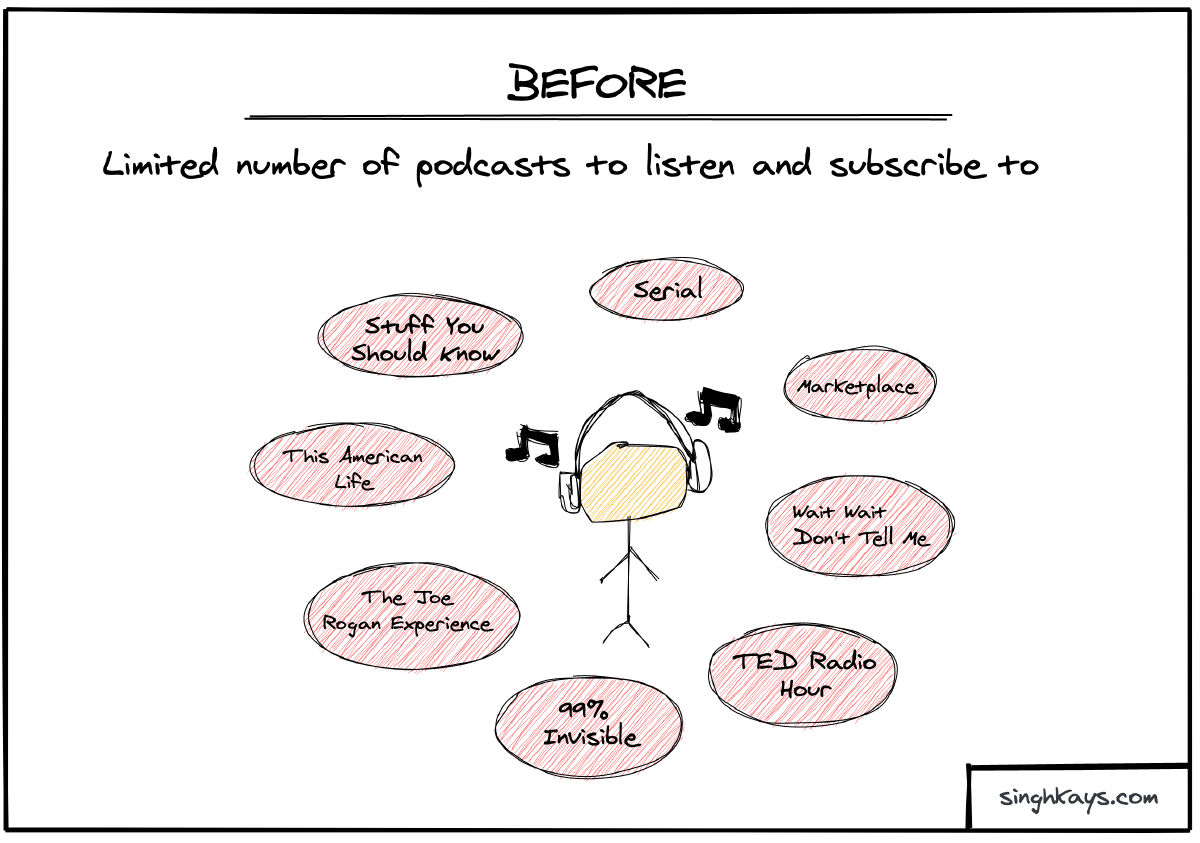 BEFORE
Limited number of podcasts to listen and subscribe to
Serial
Stuff You
Should Know
Marketplace
This American
Life
Wait Wait
Don't Tell Me
The Joe
Rogan Experience
TED Radio
Hour
99%
Invisible
singhkays.com